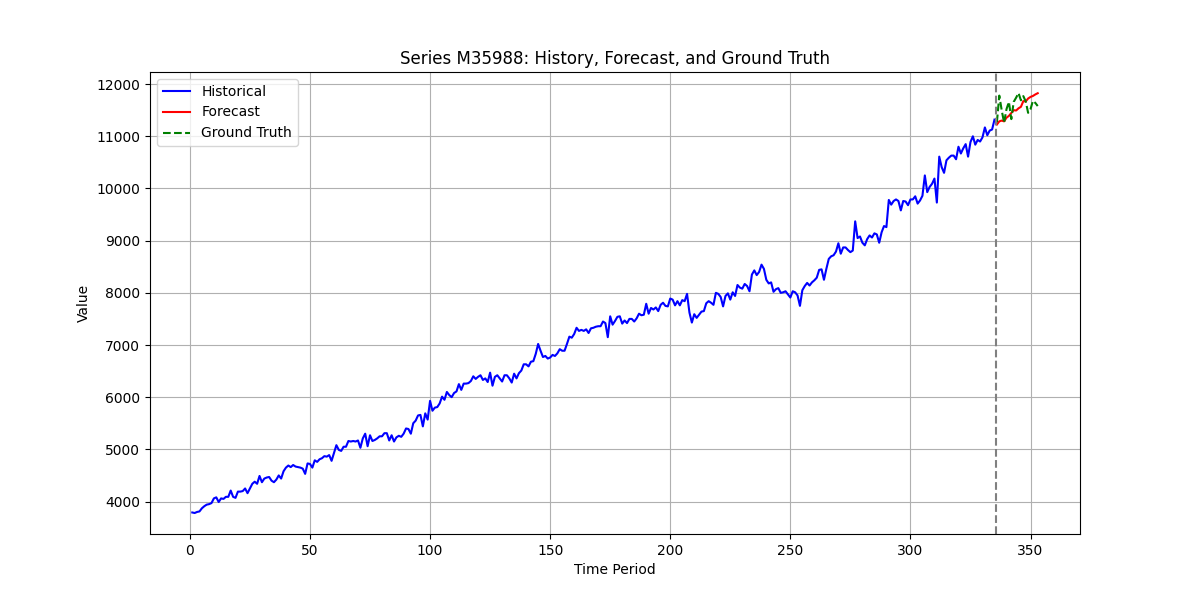 Series M35988: History, Forecast, and Ground Truth
Historical
Forecast
Ground Truth
12000
11000
10000
9000
8000
7000
6000
5000
4000
Value
0 50 100 150 200 250 300 350
Time Period